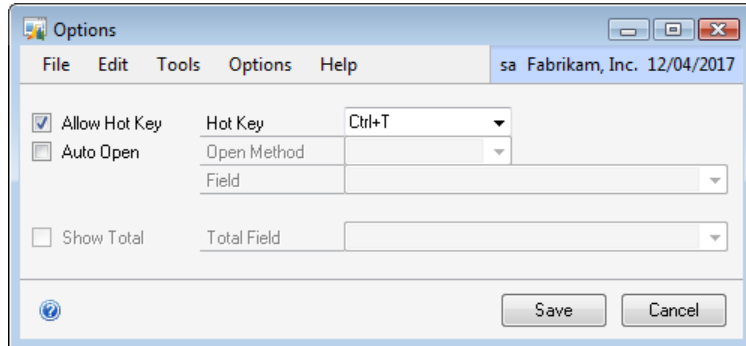 Options
File Edit Tools Options Help sa Fabrikam, Inc. 12/04/2017
Allow Hot Key Hot Key Ctrl+T
Auto Open Open Method
Field
Show Total Total Field
Save Cancel